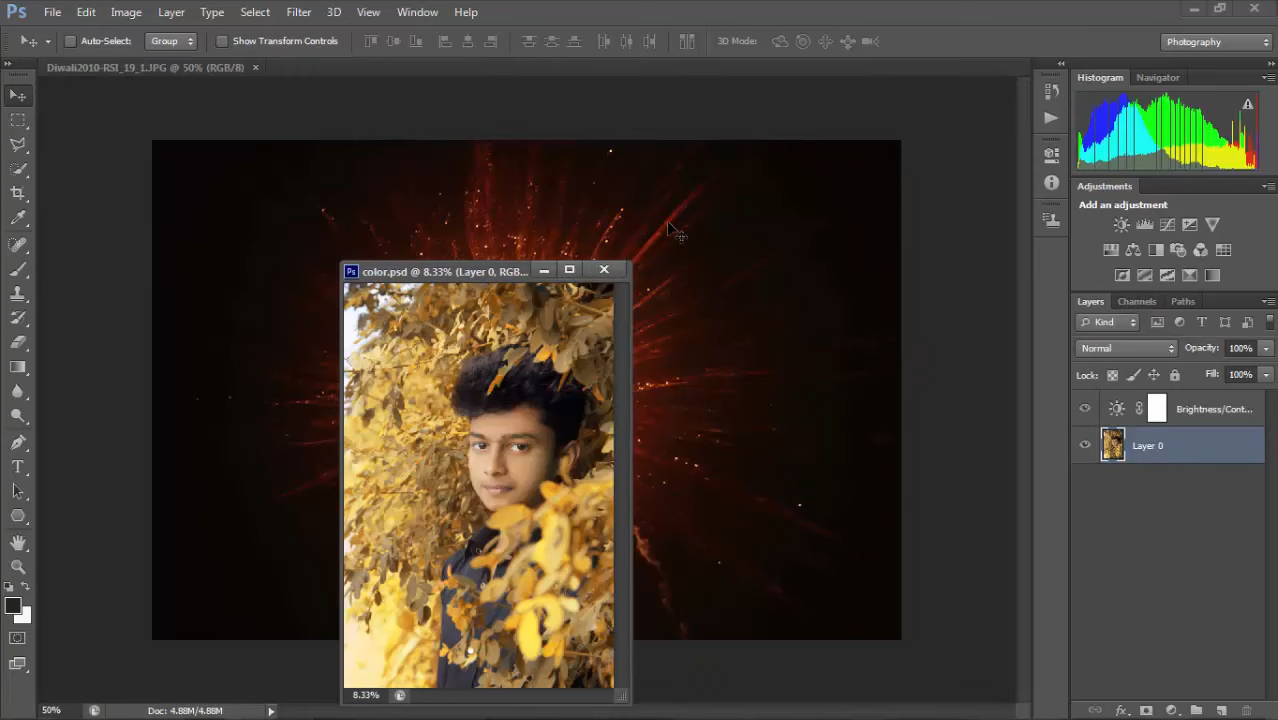 Ps File Edit Image Layer Type Select Filter 3D View Window Help
Auto-Select: Group Show Transform Controls 3D Mode: Photography
Diwali2010-RSI_19_1.JPG @ 50% (RGB/8) ×
Histogram Navigator
Adjustments
Add an adjustment
Ps color.psd @ 8.33% (Layer 0, RGB...
Layers Channels Paths
Kind
Normal Opacity: 100%
Lock: Fill: 100%
Brightness/Cont...
Layer 0
8.33%
50% Doc: 4.88M/4.88M